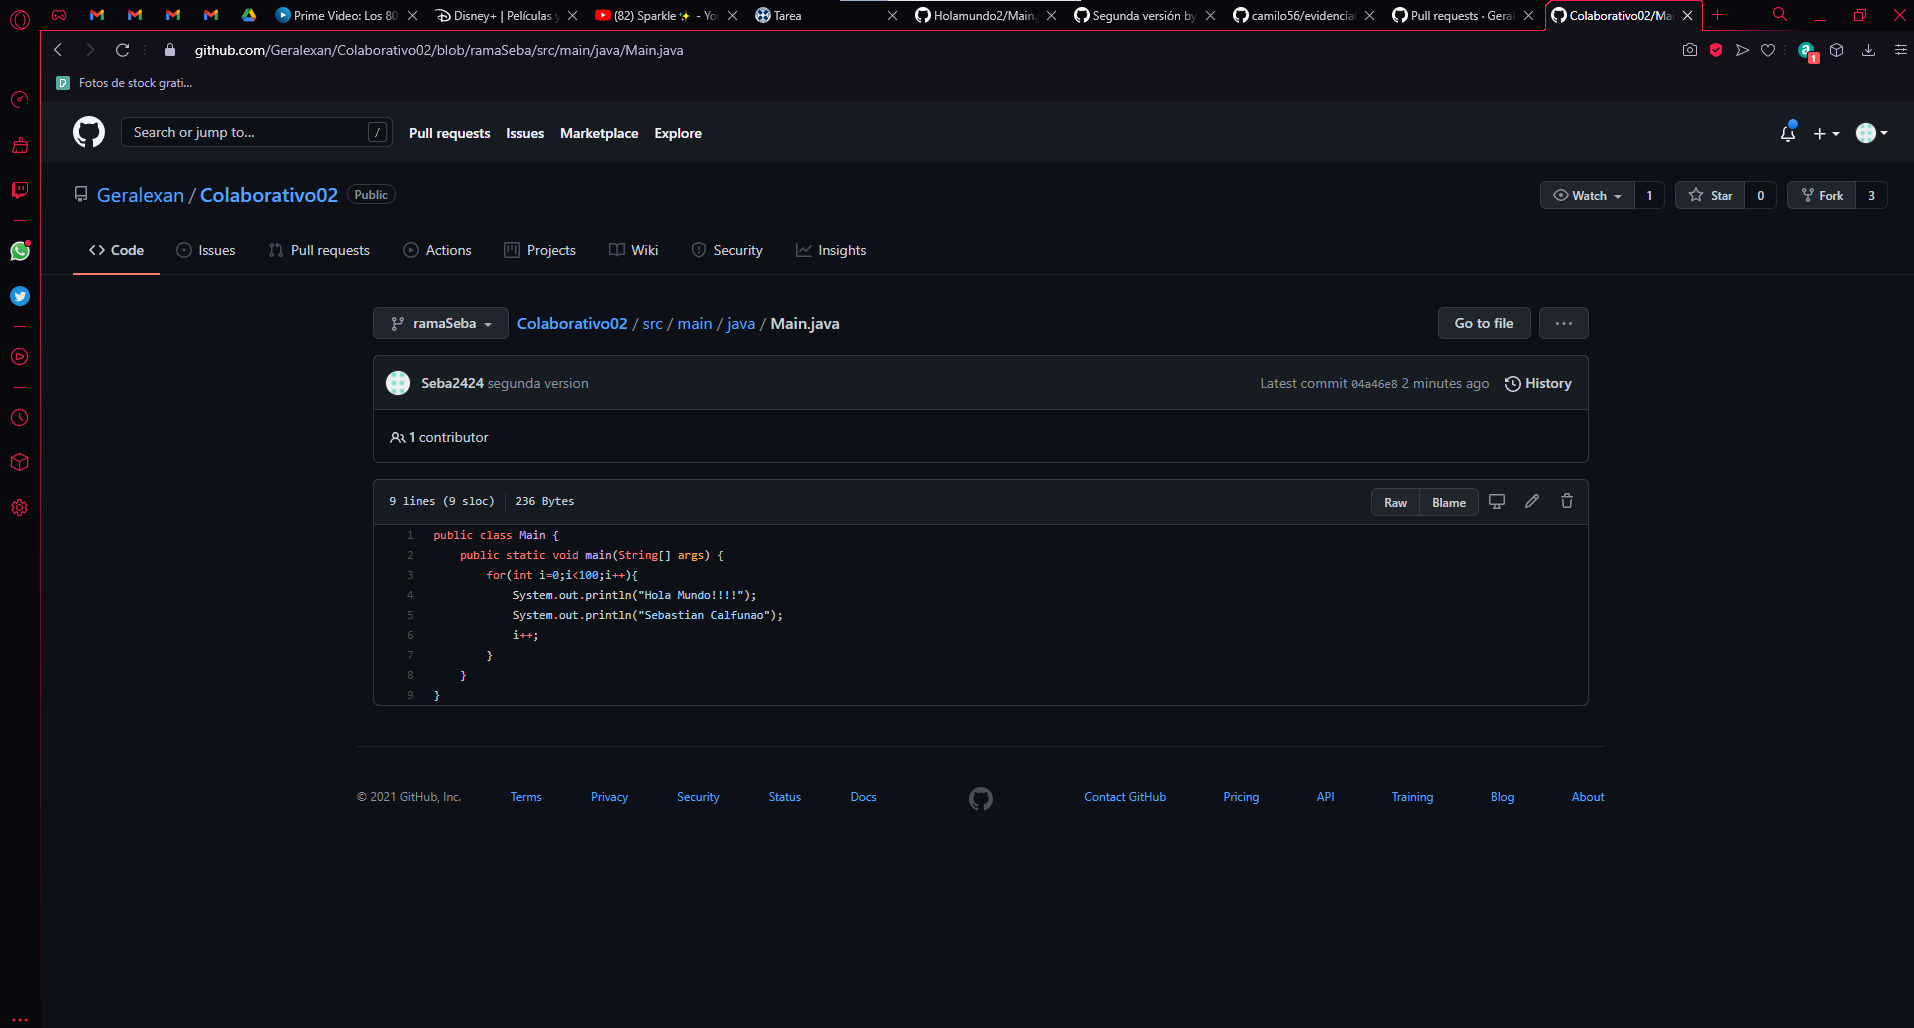 Prime Video: Los 80
Disney+ | Películas y
(82) Sparkle✨ - Yo
Tarea
Holamundo2/Main.
Segunda versión by
camilo56/evidencia
Pull requests · Geral
Colaborativo02/Mai
github.com/Geralexan/Colaborativo02/blob/ramaSeba/src/main/java/Main.java
1
Fotos de stock grati...
Search or jump to... /
Pull requests Issues Marketplace Explore
Geralexan / Colaborativo02 Public
Watch 1 Star 0 Fork 3
Code Issues Pull requests Actions Projects Wiki Security Insights
ramaSeba Colaborativo02 / src / main / java / Main.java Go to file ...
Seba2424 segunda version Latest commit 04a46e8 2 minutes ago History
1 contributor
9 lines (9 sloc) 236 Bytes Raw Blame
1 public class Main {
2 public static void main(String[] args) {
3 for(int i=0;i<100;i++){
4 System.out.println("Hola Mundo!!!!");
5 System.out.println("Sebastian Calfunao");
6 i++;
7 }
8 }
9 }
© 2021 GitHub, Inc. Terms Privacy Security Status Docs Contact GitHub Pricing API Training Blog About